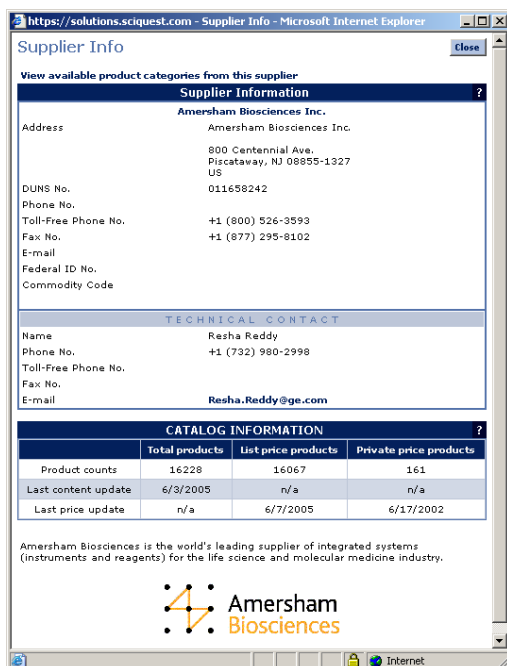 https://solutions.sciquest.com - Supplier Info - Microsoft Internet Explorer
Supplier Info
Close
View available product categories from this supplier
Supplier Information ?
Amersham Biosciences Inc.
Address Amersham Biosciences Inc.
800 Centennial Ave.
Piscataway, NJ 08855-1327
US
DUNS No. 011658242
Phone No.
Toll-Free Phone No. +1 (800) 526-3593
Fax No. +1 (877) 295-8102
E-mail
Federal ID No.
Commodity Code
TECHNICAL CONTACT
Name Resha Reddy
Phone No. +1 (732) 980-2998
Toll-Free Phone No.
Fax No.
E-mail Resha.Reddy@ge.com
CATALOG INFORMATION ?
Total products List price products Private price products
Product counts 16228 16067 161
Last content update 6/3/2005 n/a n/a
Last price update n/a 6/7/2005 6/17/2002
Amersham Biosciences is the world's leading supplier of integrated systems
(instruments and reagents) for the life science and molecular medicine industry.
Amersham
Biosciences
Internet